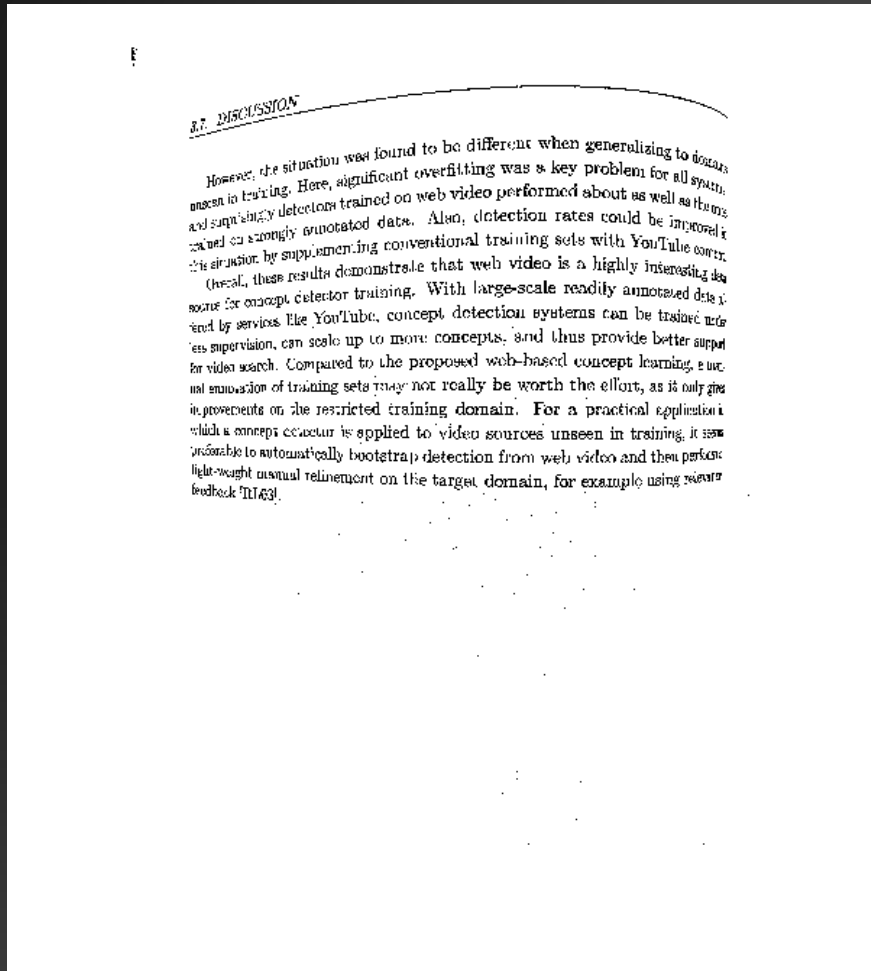 3.7. DISCUSSION
However, the situation was found to be different when generalizing to domains
unseen in training. Here, significant overfitting was a key problem for all systems,
and surprisingly detectors trained on web video performed about as well as the ones
trained on strongly annotated data. Also, detection rates could be improved in
this situation by supplementing conventional training sets with YouTube content.
Overall, these results demonstrate that web video is a highly interesting data
source for concept detector training. With large-scale readily annotated data
by services like YouTube, concept detection systems can be trained
less supervision, can scale up to more concepts, and thus provide better support
for video search. Compared to the proposed web-based concept learning, a
annotation of training sets may not really be worth the effort, as it only gives
improvements on the restricted training domain. For a practical application in
which a concept detector is applied to video sources unseen in training, it seems
preferable to automatically bootstrap detection from web video and then perform
light-weight manual refinement on the target domain, for example using relevance
feedback